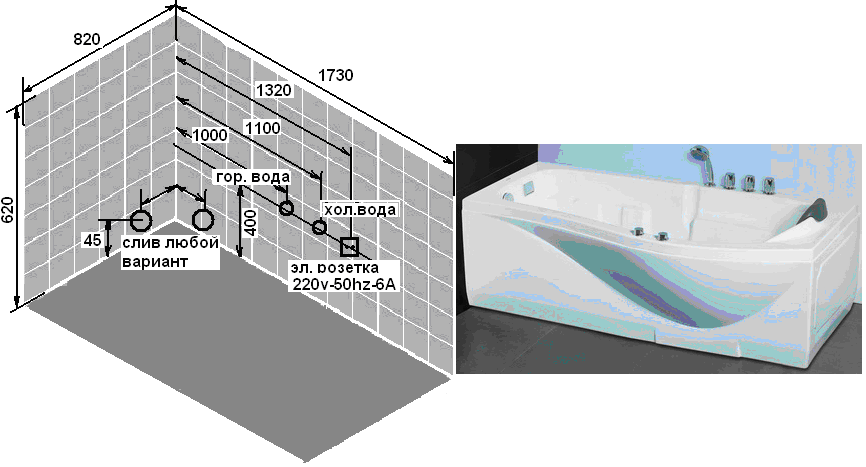 820
1730
1320
1100
1000
гор. вода
хол.вода
620
400
45
слив любой
вариант
эл. розетка
220v-50hz-6A